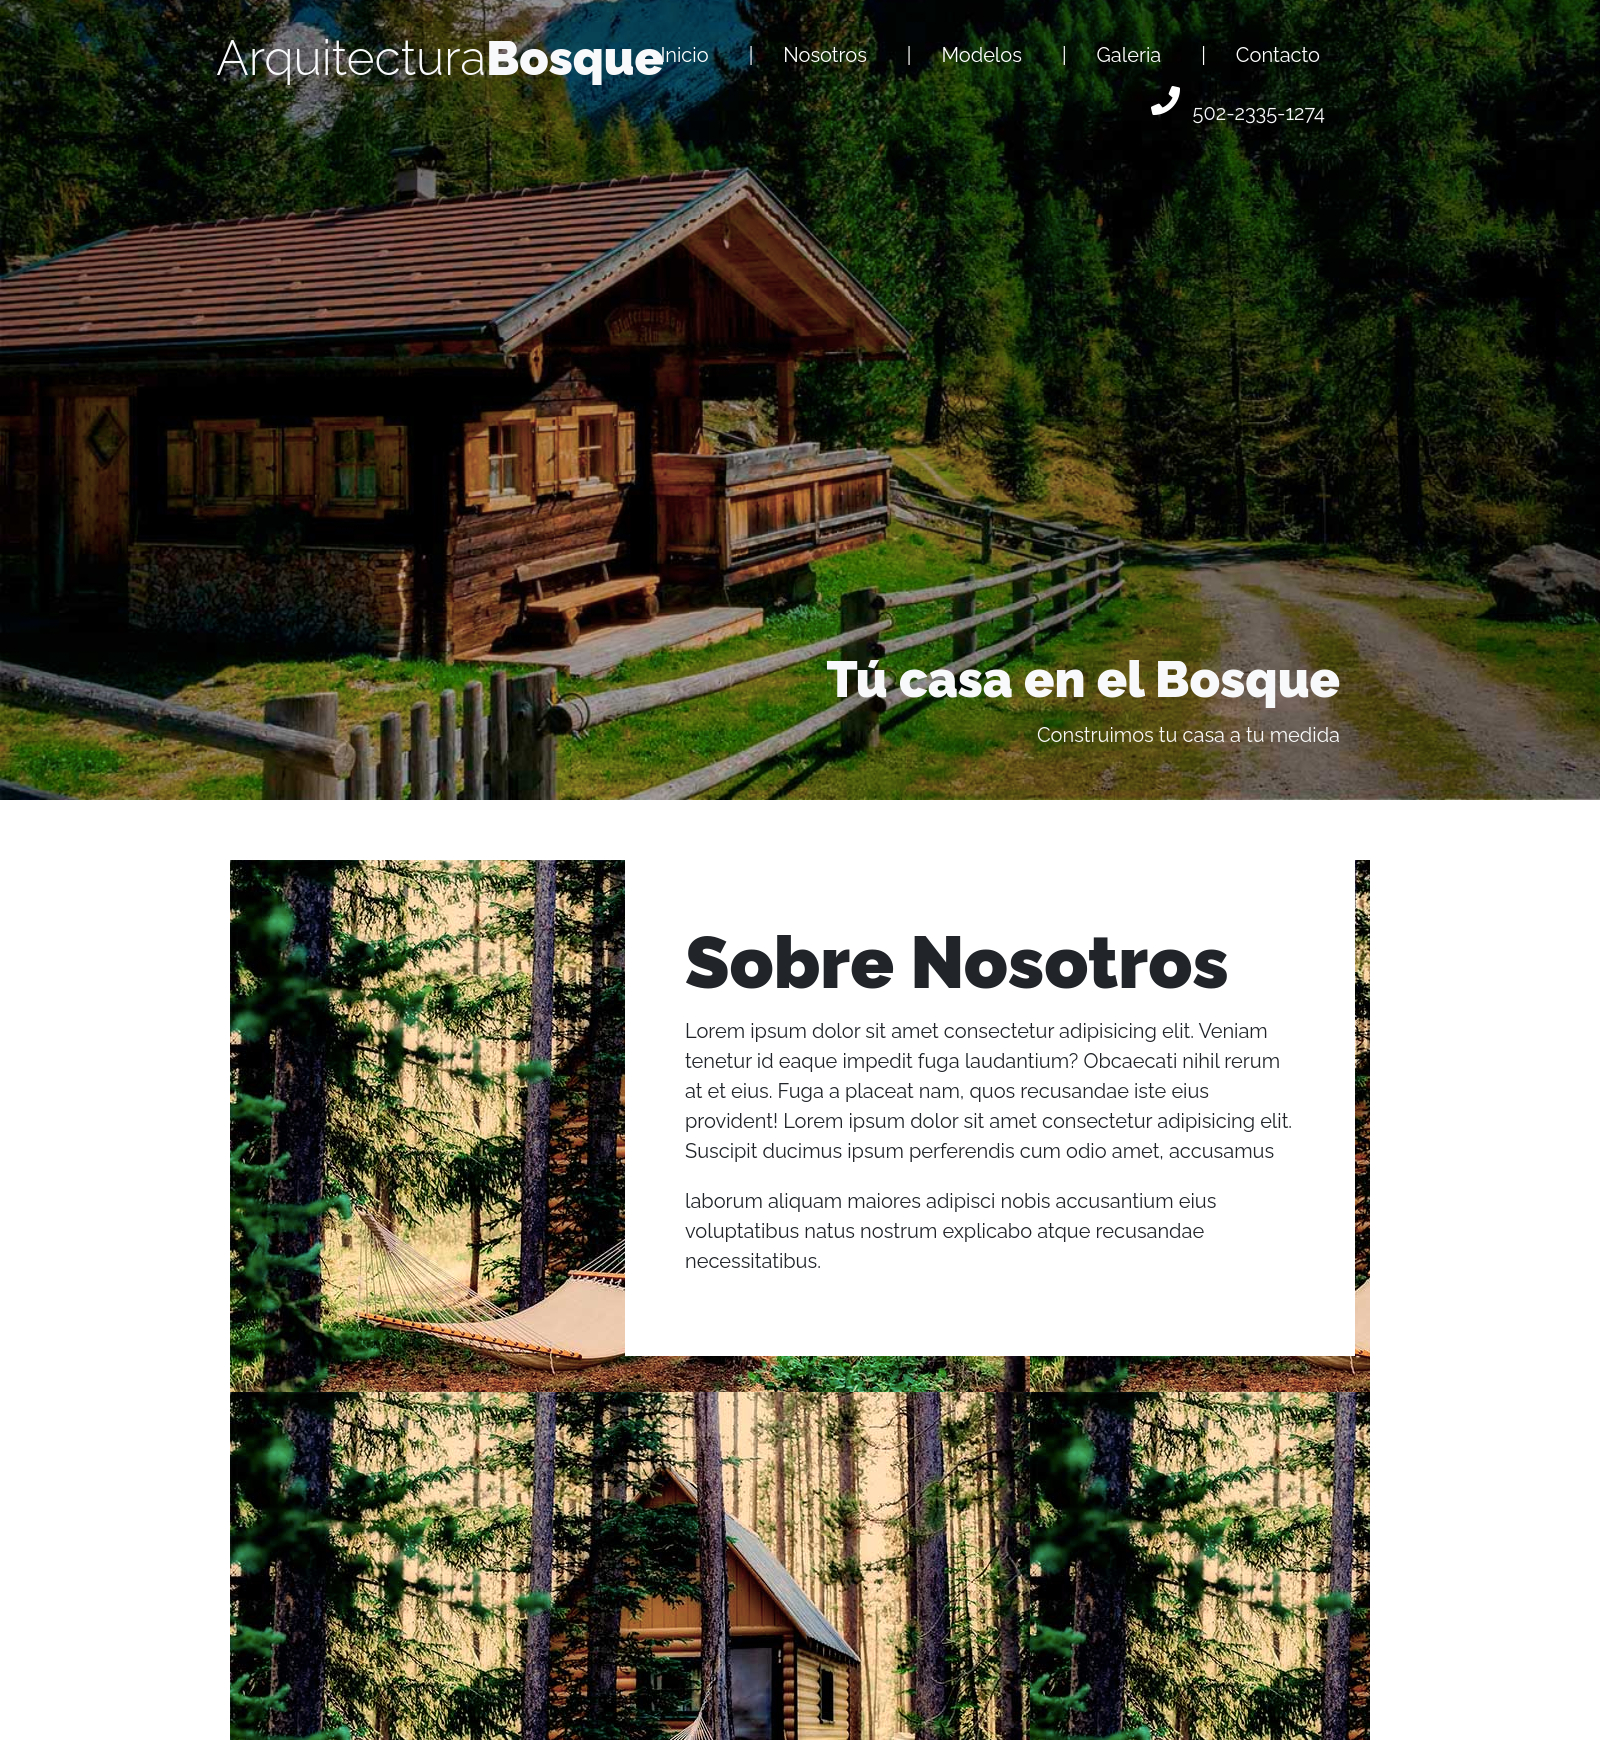 ArquitecturaBosque
Inicio | Nosotros | Modelos | Galeria | Contacto
502-2335-1274
Tú casa en el Bosque
Construimos tu casa a tu medida
Sobre Nosotros
Lorem ipsum dolor sit amet consectetur adipisicing elit. Veniam
tenetur id eaque impedit fuga laudantium? Obcaecati nihil rerum
at et eius. Fuga a placeat nam, quos recusandae iste eius
provident! Lorem ipsum dolor sit amet consectetur adipisicing elit.
Suscipit ducimus ipsum perferendis cum odio amet, accusamus
laborum aliquam maiores adipisci nobis accusantium eius
voluptatibus natus nostrum explicabo atque recusandae
necessitatibus.